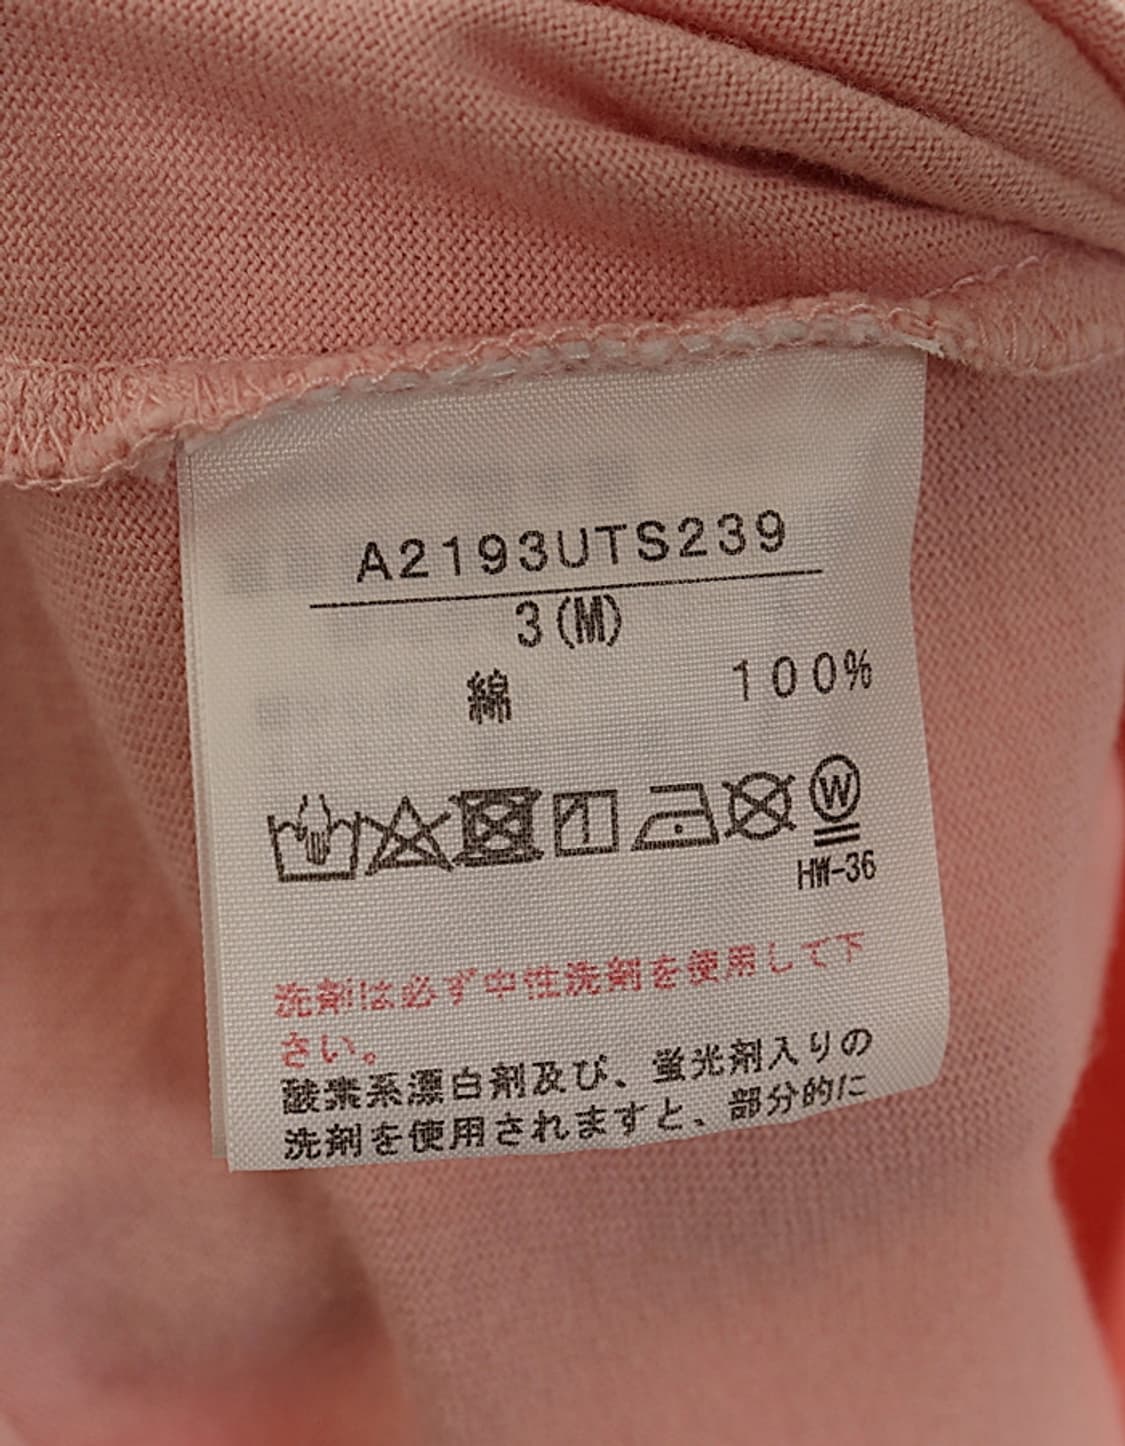 A2193UTS239
3(M)
綿 100%
W
HW-36
洗剤は必ず中性洗剤を使用して下
さい。
酸素系漂白剤及び、蛍光剤入りの
洗剤を使用されますと、部分的に